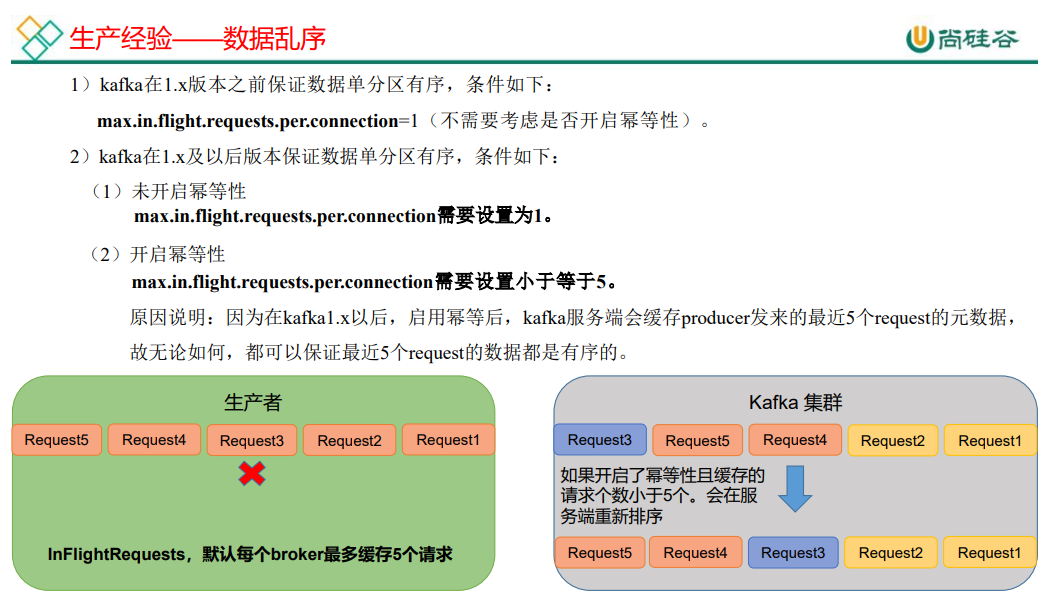 生产经验——数据乱序
尚硅谷
1）kafka在1.x版本之前保证数据单分区有序，条件如下：
max.in.flight.requests.per.connection=1（不需要考虑是否开启幂等性）。
2）kafka在1.x及以后版本保证数据单分区有序，条件如下：
（1）未开启幂等性
max.in.flight.requests.per.connection需要设置为1。
（2）开启幂等性
max.in.flight.requests.per.connection需要设置小于等于5。
原因说明：因为在kafka1.x以后，启用幂等后，kafka服务端会缓存producer发来的最近5个request的元数据，
故无论如何，都可以保证最近5个request的数据都是有序的。
生产者
Request5 Request4 Request3 Request2 Request1
InFlightRequests，默认每个broker最多缓存5个请求
Kafka 集群
Request3 Request5 Request4 Request2 Request1
如果开启了幂等性且缓存的
请求个数小于5个。会在服
务端重新排序
Request5 Request4 Request3 Request2 Request1